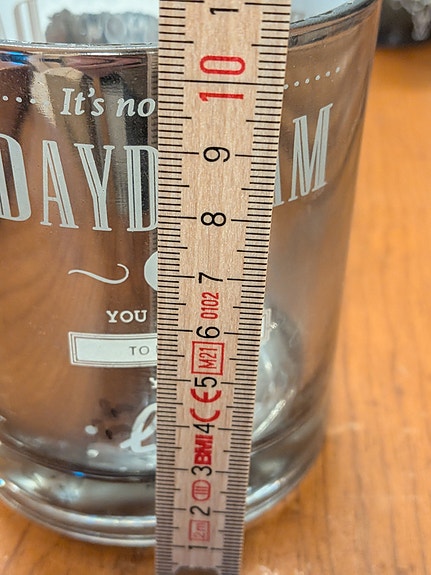 It's no
DAYD AM
YOU
TO
10
9
8
7
0102
6
M21
5
CE
4
BMI
3
2
2m
1